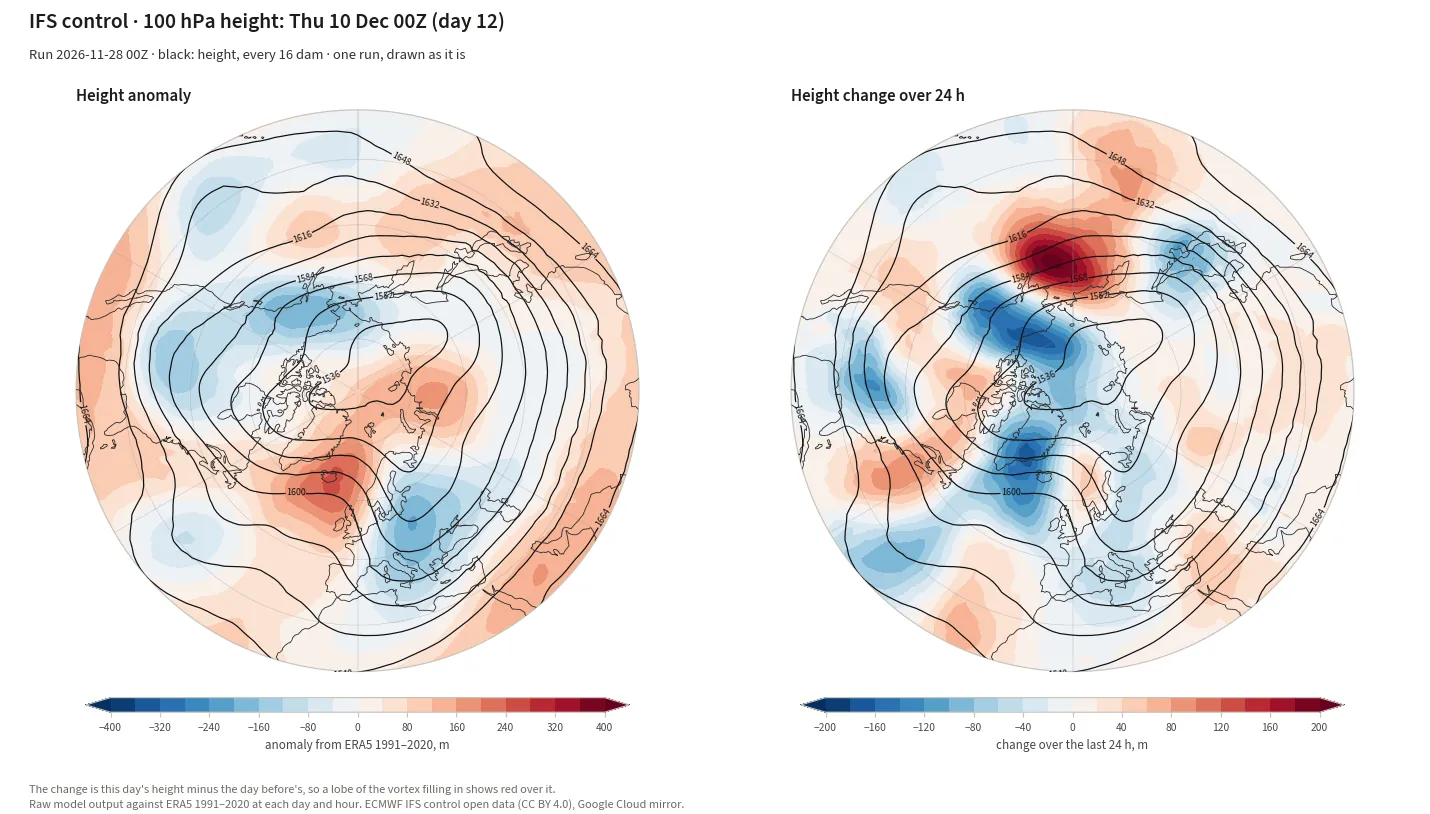 IFS control · 100 hPa height: Thu 10 Dec 00Z (day 12)
Run 2026-11-28 00Z · black: height, every 16 dam · one run, drawn as it is
Height anomaly
Height change over 24 h
1648
1632
1616
1664
1584
1568
1552
1536
1664
1600
1664
1648
1632
1616
1664
1584
1568
1552
1536
1664
1600
1664
−400 −320 −240 −160 −80 0 80 160 240 320 400
anomaly from ERA5 1991–2020, m
−200 −160 −120 −80 −40 0 40 80 120 160 200
change over the last 24 h, m
The change is this day's height minus the day before's, so a lobe of the vortex filling in shows red over it.
Raw model output against ERA5 1991–2020 at each day and hour. ECMWF IFS control open data (CC BY 4.0), Google Cloud mirror.